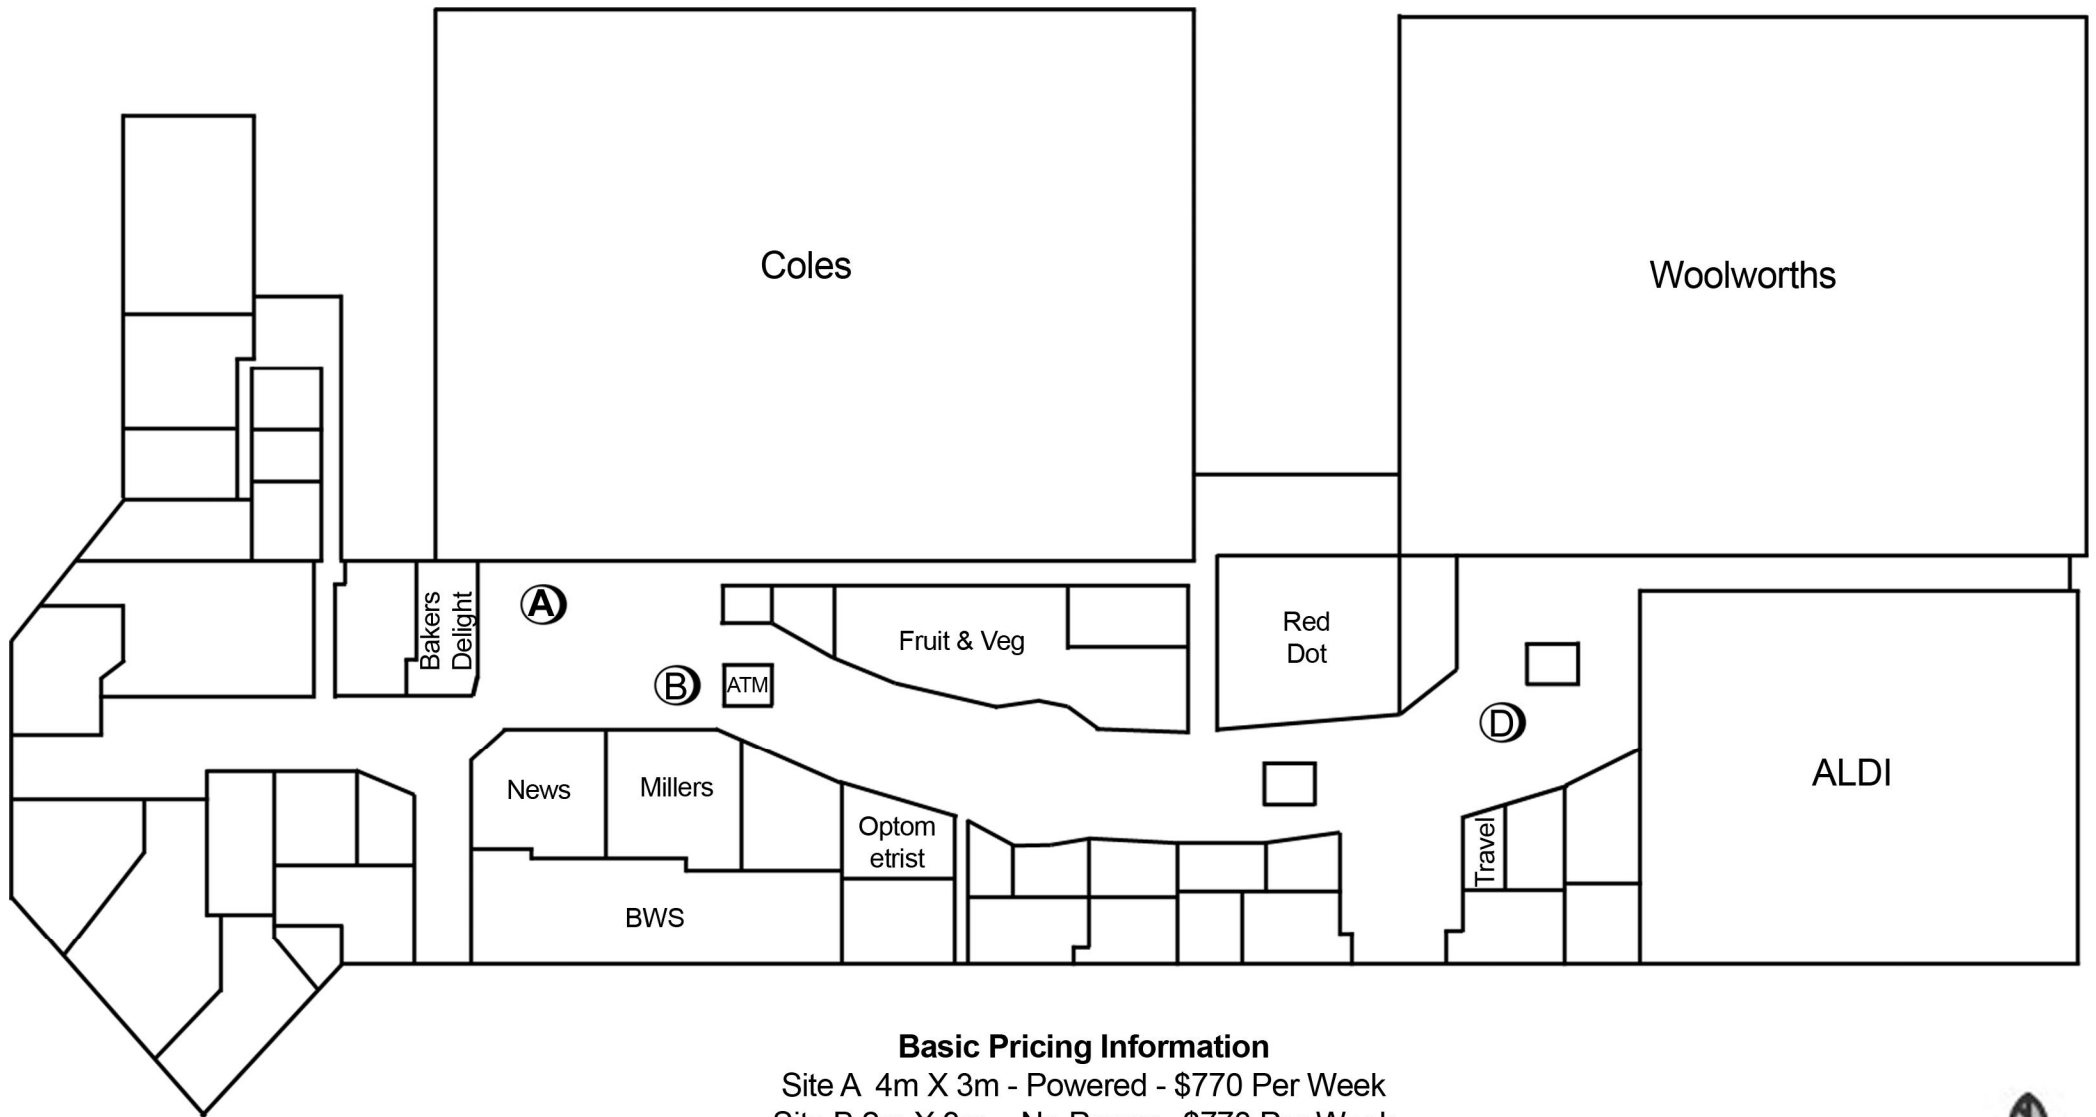 Coles
Woolworths
Bakers
Delight
A
Fruit & Veg
Red
Dot
B
ATM
D
News
Millers
Optom
etrist
Travel
ALDI
BWS
Basic Pricing Information
Site A 4m X 3m - Powered - $770 Per Week